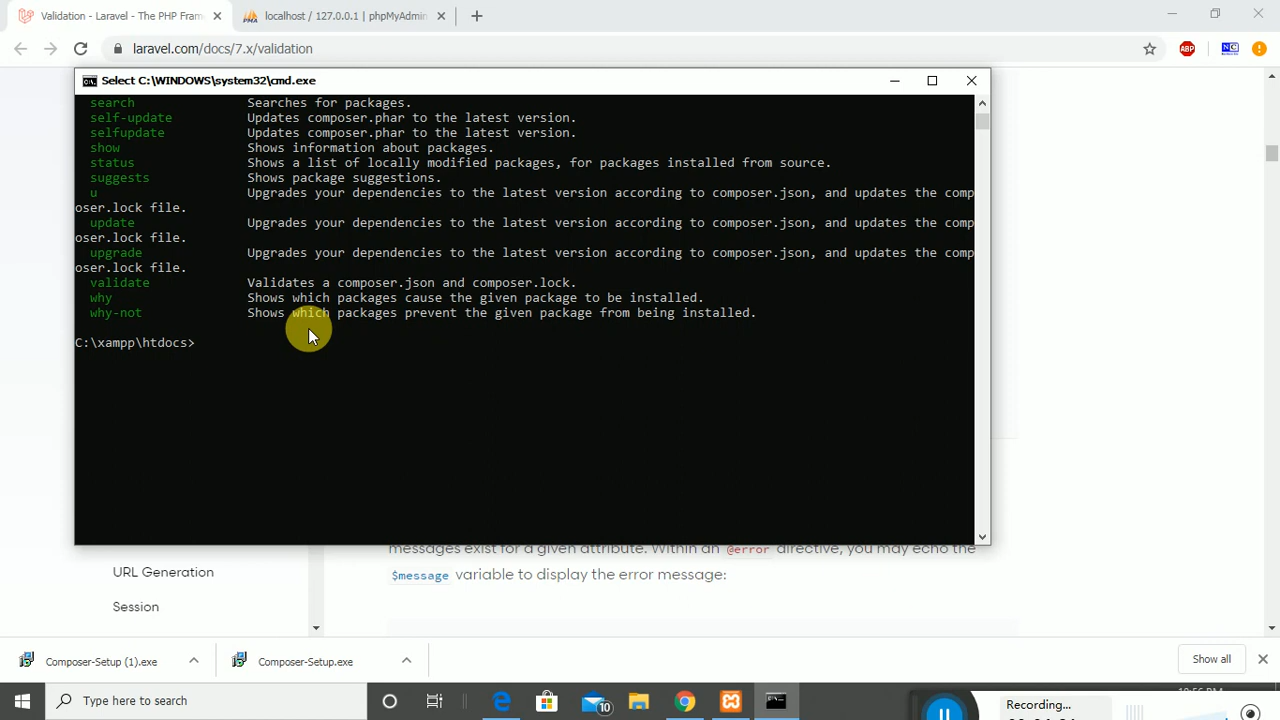 Validation - Laravel - The PHP Fram
localhost / 127.0.0.1 | phpMyAdmin
laravel.com/docs/7.x/validation
ABP
NC
Select C:\WINDOWS\system32\cmd.exe
search Searches for packages.
self-update Updates composer.phar to the latest version.
selfupdate Updates composer.phar to the latest version.
show Shows information about packages.
status Shows a list of locally modified packages, for packages installed from source.
suggests Shows package suggestions.
u Upgrades your dependencies to the latest version according to composer.json, and updates the comp
oser.lock file.
update Upgrades your dependencies to the latest version according to composer.json, and updates the comp
oser.lock file.
upgrade Upgrades your dependencies to the latest version according to composer.json, and updates the comp
oser.lock file.
validate Validates a composer.json and composer.lock.
why Shows which packages cause the given package to be installed.
why-not Shows which packages prevent the given package from being installed.
C:\xampp\htdocs>
messages exist for a given attribute. Within an @error directive, you may echo the
$message variable to display the error message:
URL Generation
Session
Composer-Setup (1).exe
Composer-Setup.exe
Show all
Type here to search
10
Recording...